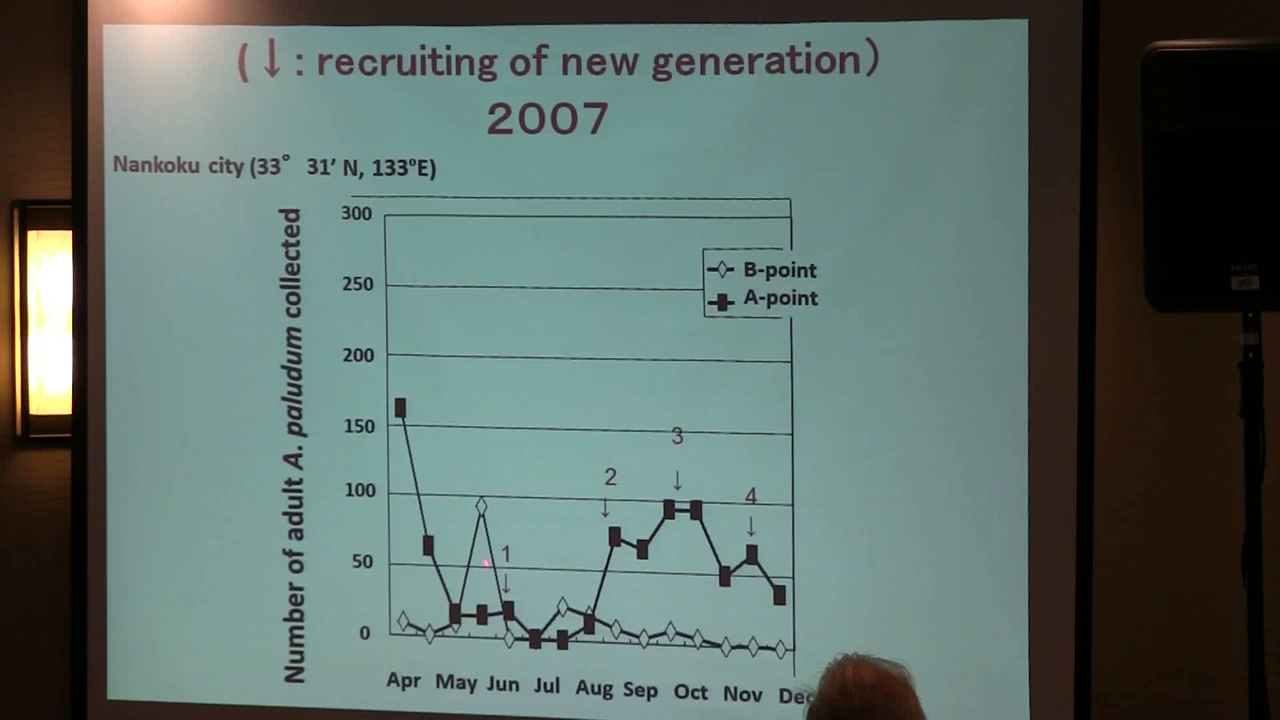 (↓: recruiting of new generation)
2007
Nankoku city (33° 31' N, 133°E)
Number of adult A. paludum collected
300
250
200
150
100
50
0
B-point
A-point
1
2
3
4
Apr May Jun Jul Aug Sep Oct Nov Dec